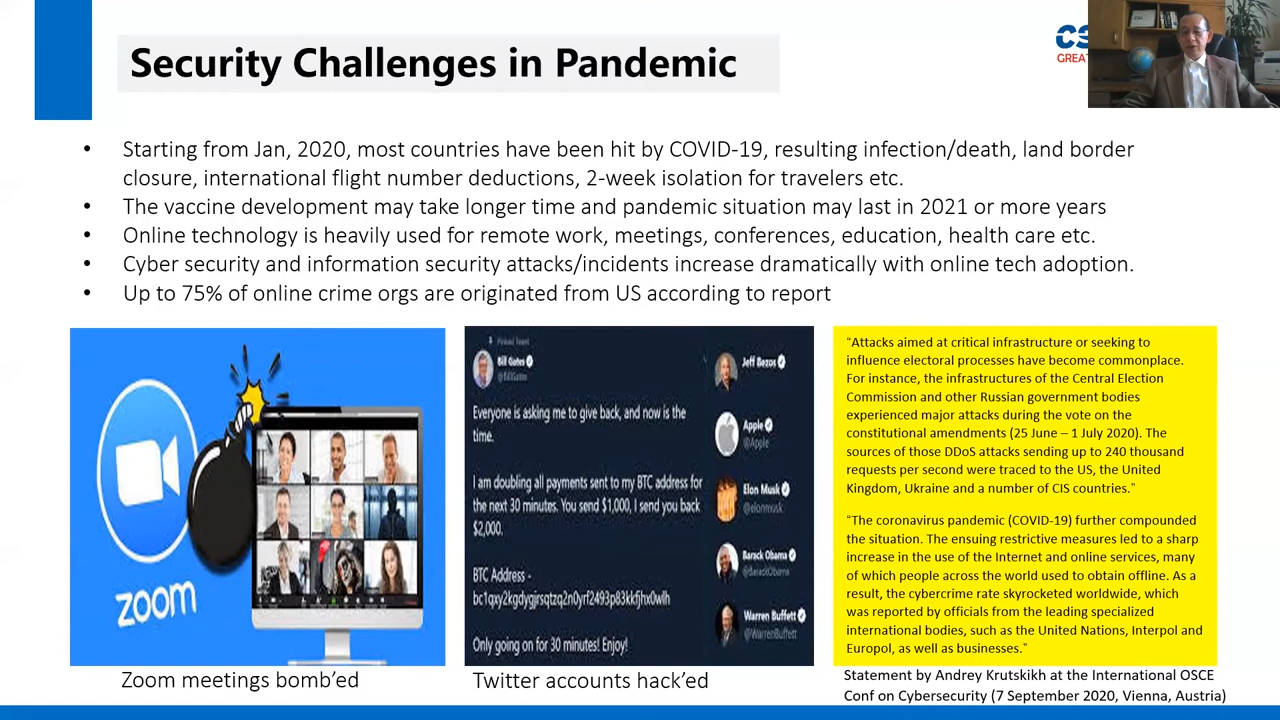 Security Challenges in Pandemic
CS
GREAT
• Starting from Jan, 2020, most countries have been hit by COVID-19, resulting infection/death, land border
closure, international flight number deductions, 2-week isolation for travelers etc.
• The vaccine development may take longer time and pandemic situation may last in 2021 or more years
• Online technology is heavily used for remote work, meetings, conferences, education, health care etc.
• Cyber security and information security attacks/incidents increase dramatically with online tech adoption.
• Up to 75% of online crime orgs are originated from US according to report
zoom
Zoom meetings bomb’ed
Pinned Tweet
Bill Gates
@BillGates
Everyone is asking me to give back, and now is the
time.
I am doubling all payments sent to my BTC address for
the next 30 minutes. You send $1,000, I send you back
$2,000.
BTC Address -
bc1qxy2kgdygjrsqtzq2n0yrf2493p83kkfjhx0wlh
Only going on for 30 minutes! Enjoy!
Jeff Bezos
Apple
@Apple
Elon Musk
@elonmusk
Barack Obama
@BarackObama
Warren Buffett
@WarrenBuffett
Twitter accounts hack’ed
“Attacks aimed at critical infrastructure or seeking to
influence electoral processes have become commonplace.
For instance, the infrastructures of the Central Election
Commission and other Russian government bodies
experienced major attacks during the vote on the
constitutional amendments (25 June – 1 July 2020). The
sources of those DDoS attacks sending up to 240 thousand
requests per second were traced to the US, the United
Kingdom, Ukraine and a number of CIS countries.”
“The coronavirus pandemic (COVID-19) further compounded
the situation. The ensuing restrictive measures led to a sharp
increase in the use of the Internet and online services, many
of which people across the world used to obtain offline. As a
result, the cybercrime rate skyrocketed worldwide, which
was reported by officials from the leading specialized
international bodies, such as the United Nations, Interpol and
Europol, as well as businesses.”
Statement by Andrey Krutskikh at the International OSCE
Conf on Cybersecurity (7 September 2020, Vienna, Austria)